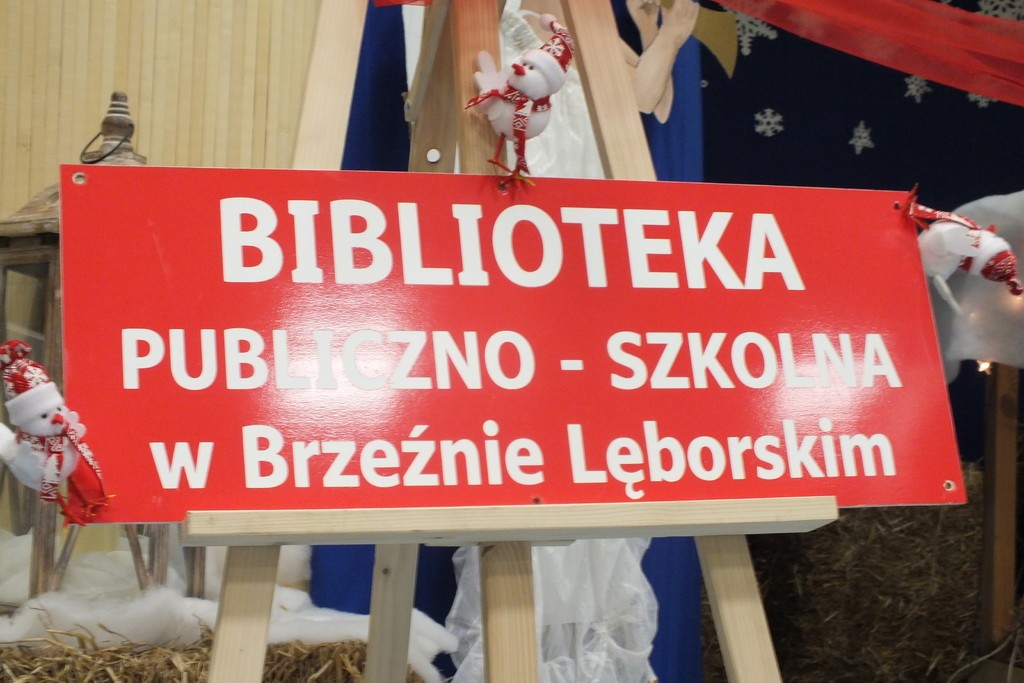 BIBLIOTEKA
PUBLICZNO - SZKOLNA
w Brzeźnie Lęborskim